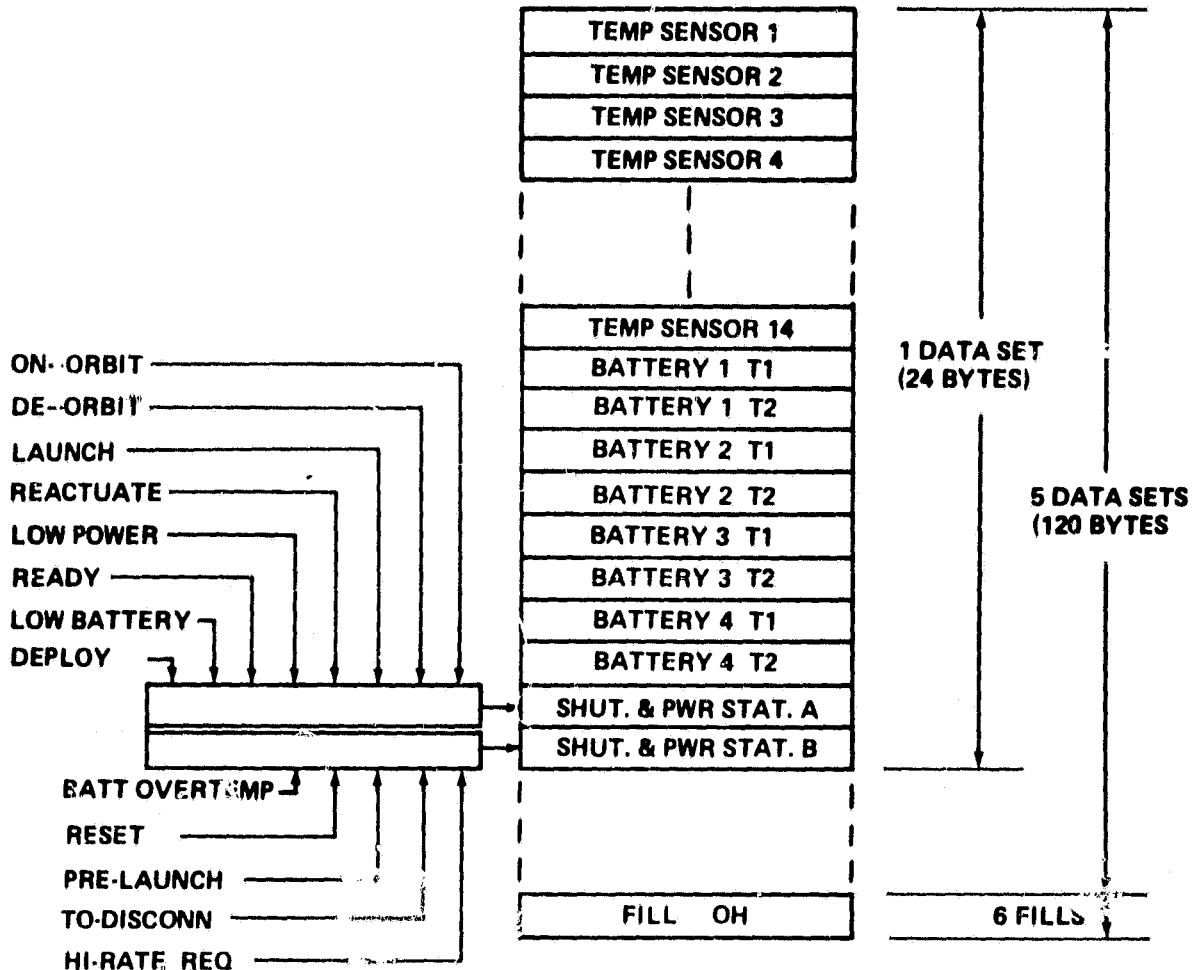 TEMP SENSOR 1
TEMP SENSOR 2
TEMP SENSOR 3
TEMP SENSOR 4
TEMP SENSOR 14
BATTERY 1 T1
BATTERY 1 T2
BATTERY 2 T1
BATTERY 2 T2
BATTERY 3 T1
BATTERY 3 T2
BATTERY 4 T1
BATTERY 4 T2
SHUT. & PWR STAT. A
SHUT. & PWR STAT. B
FILL OH
ON-ORBIT
DE-ORBIT
LAUNCH
REACTUATE
LOW POWER
READY
LOW BATTERY
DEPLOY
BATT OVERTEMP
RESET
PRE-LAUNCH
TO-DISCONN
HI-RATE REQ
1 DATA SET
(24 BYTES)
5 DATA SETS
(120 BYTES
6 FILLS